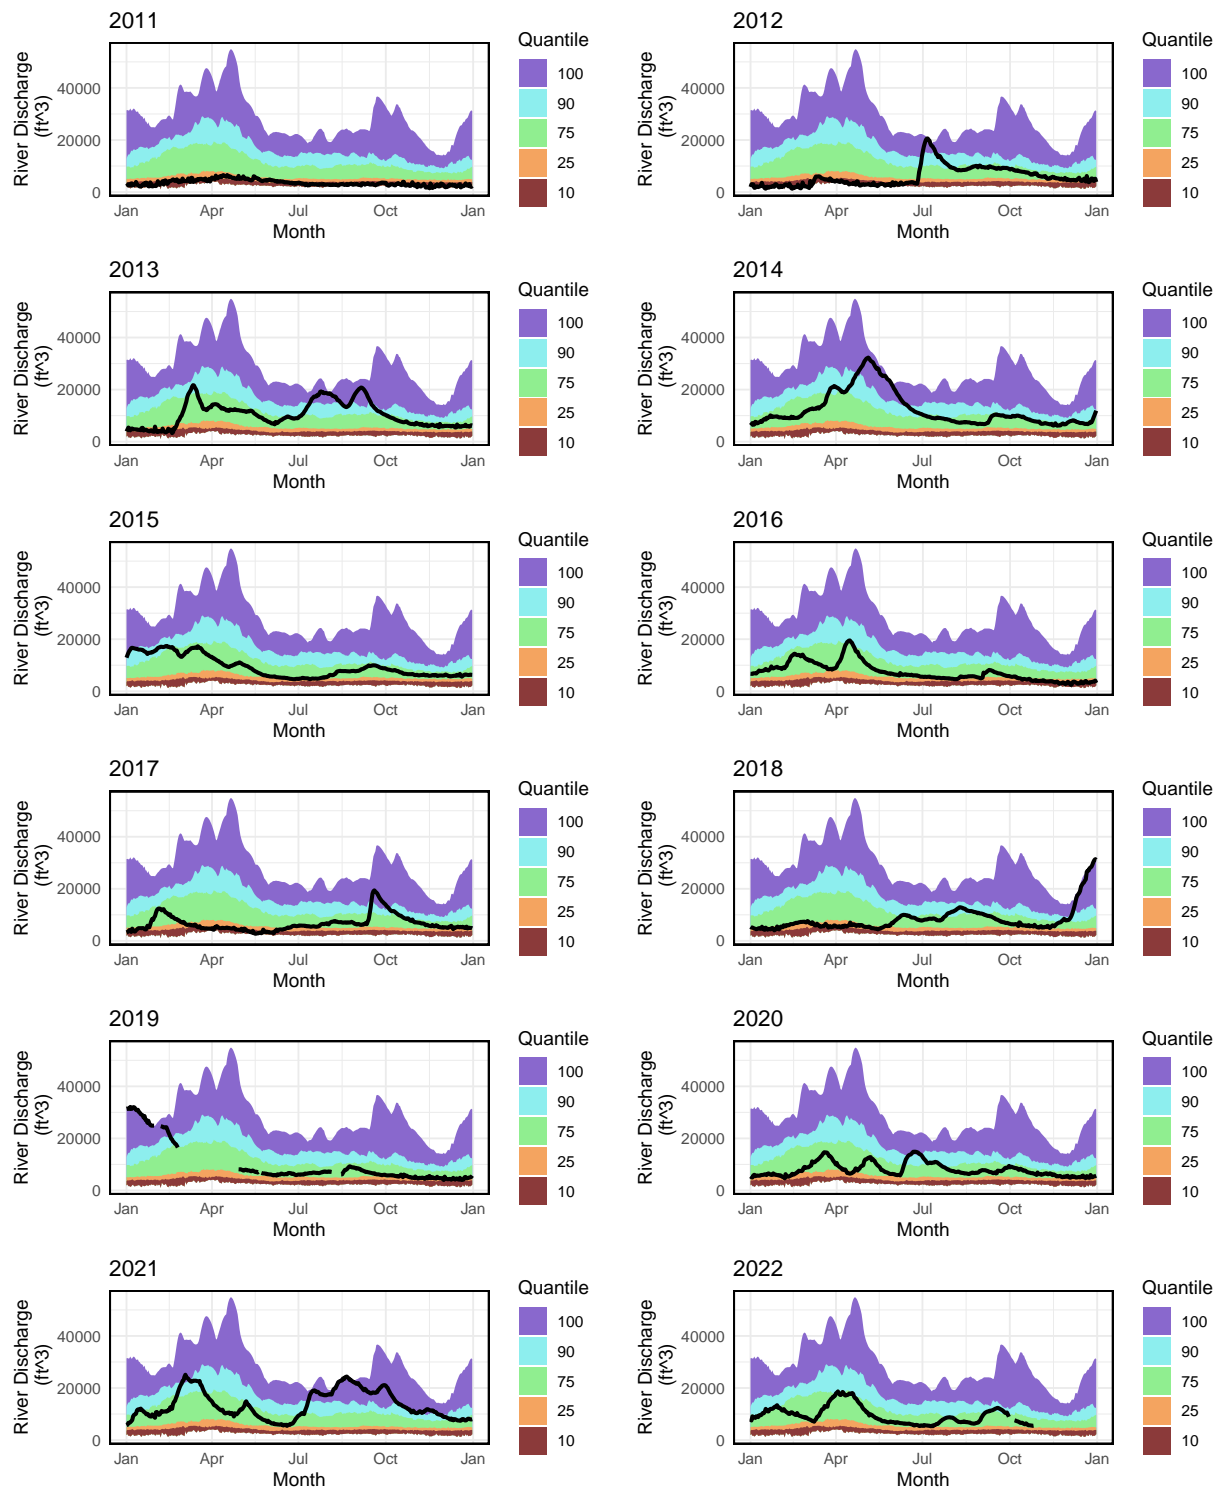 2011
River Discharge
(ft^3)
40000
20000
0
Jan
Apr
Jul
Oct
Jan
Month
Quantile
100
90
75
25
10
2012
River Discharge
(ft^3)
40000
20000
0
Jan
Apr
Jul
Oct
Jan
Month
Quantile
100
90
75
25
10
2013
River Discharge
(ft^3)
40000
20000
0
Jan
Apr
Jul
Oct
Jan
Month
Quantile
100
90
75
25
10
2014
River Discharge
(ft^3)
40000
20000
0
Jan
Apr
Jul
Oct
Jan
Month
Quantile
100
90
75
25
10
2015
River Discharge
(ft^3)
40000
20000
0
Jan
Apr
Jul
Oct
Jan
Month
Quantile
100
90
75
25
10
2016
River Discharge
(ft^3)
40000
20000
0
Jan
Apr
Jul
Oct
Jan
Month
Quantile
100
90
75
25
10
2017
River Discharge
(ft^3)
40000
20000
0
Jan
Apr
Jul
Oct
Jan
Month
Quantile
100
90
75
25
10
2018
River Discharge
(ft^3)
40000
20000
0
Jan
Apr
Jul
Oct
Jan
Month
Quantile
100
90
75
25
10
2019
River Discharge
(ft^3)
40000
20000
0
Jan
Apr
Jul
Oct
Jan
Month
Quantile
100
90
75
25
10
2020
River Discharge
(ft^3)
40000
20000
0
Jan
Apr
Jul
Oct
Jan
Month
Quantile
100
90
75
25
10
2021
River Discharge
(ft^3)
40000
20000
0
Jan
Apr
Jul
Oct
Jan
Month
Quantile
100
90
75
25
10
2022
River Discharge
(ft^3)
40000
20000
0
Jan
Apr
Jul
Oct
Jan
Month
Quantile
100
90
75
25
10